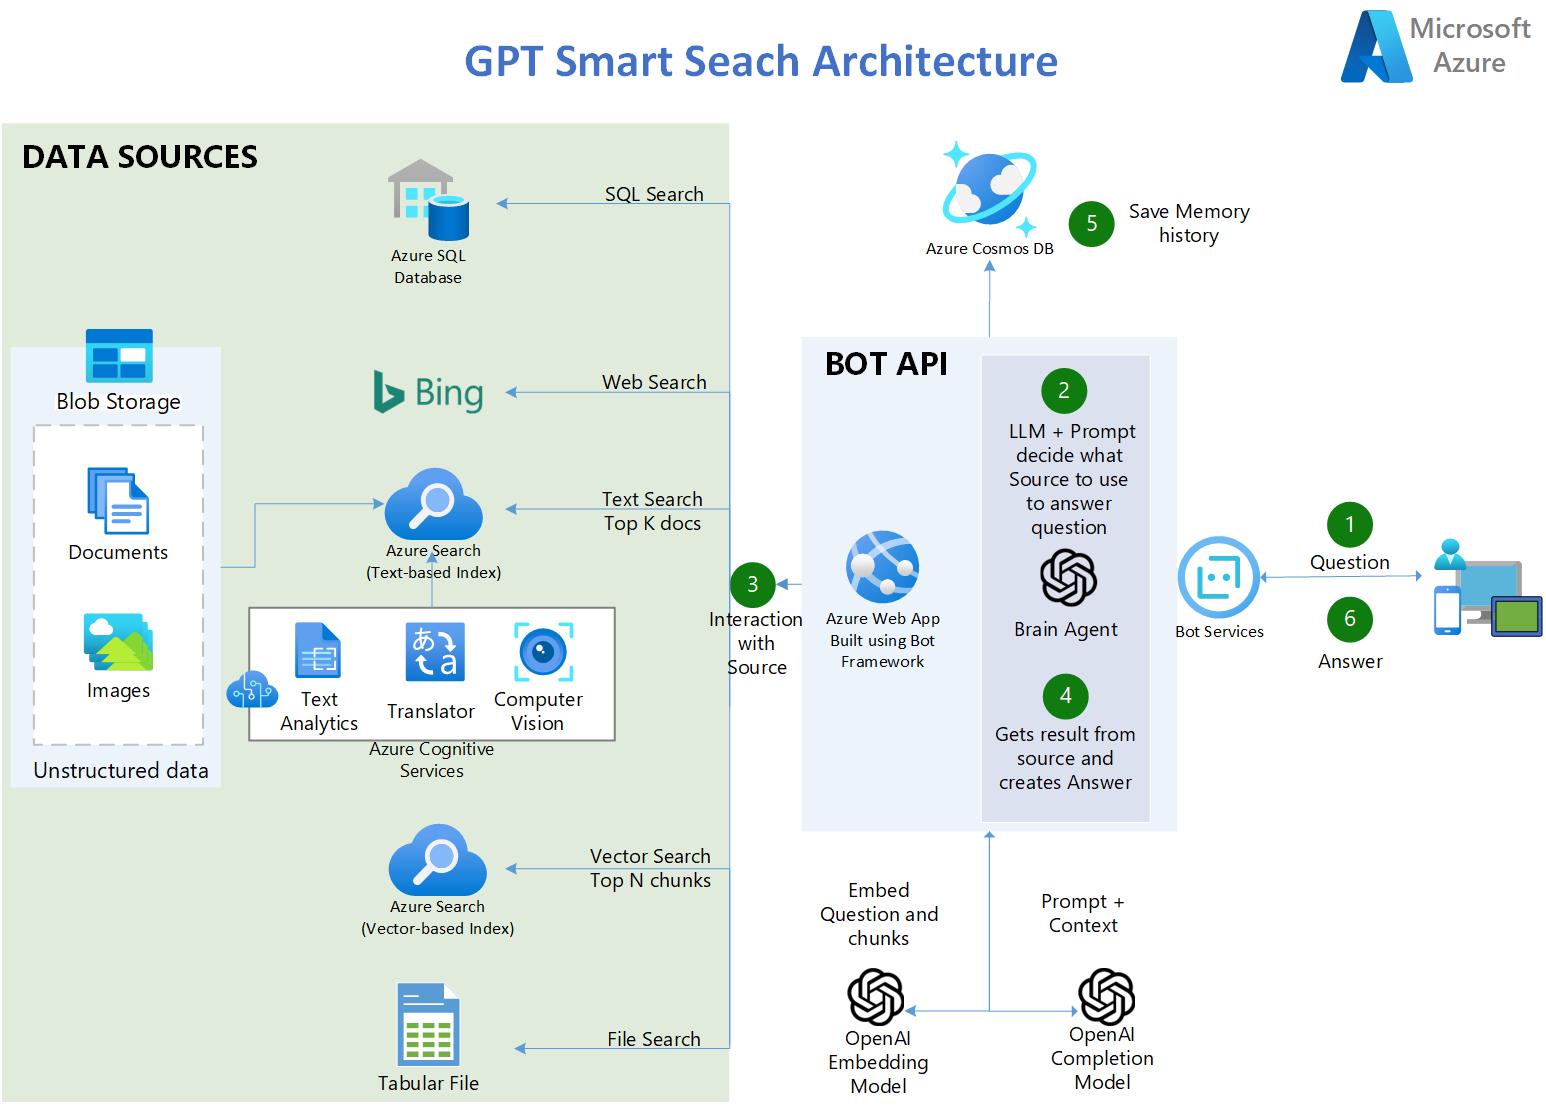 GPT Smart Seach Architecture
Microsoft
Azure
DATA SOURCES
SQL Search
Azure SQL
Database
Azure Cosmos DB
5
Save Memory
history
Blob Storage
Documents
Images
Unstructured data
Bing
Web Search
Text Search
Top K docs
Azure Search
(Text-based Index)
あ
a
Text
Analytics
Translator
Computer
Vision
Azure Cognitive
Services
Vector Search
Top N chunks
Azure Search
(Vector-based Index)
File Search
Tabular File
3
Interaction
with
Source
BOT API
Azure Web App
Built using Bot
Framework
2
LLM + Prompt
decide what
Source to use
to answer
question
Brain Agent
4
Gets result from
source and
creates Answer
Bot Services
1
Question
6
Answer
Embed
Question and
chunks
Prompt +
Context
OpenAI
Embedding
Model
OpenAI
Completion
Model